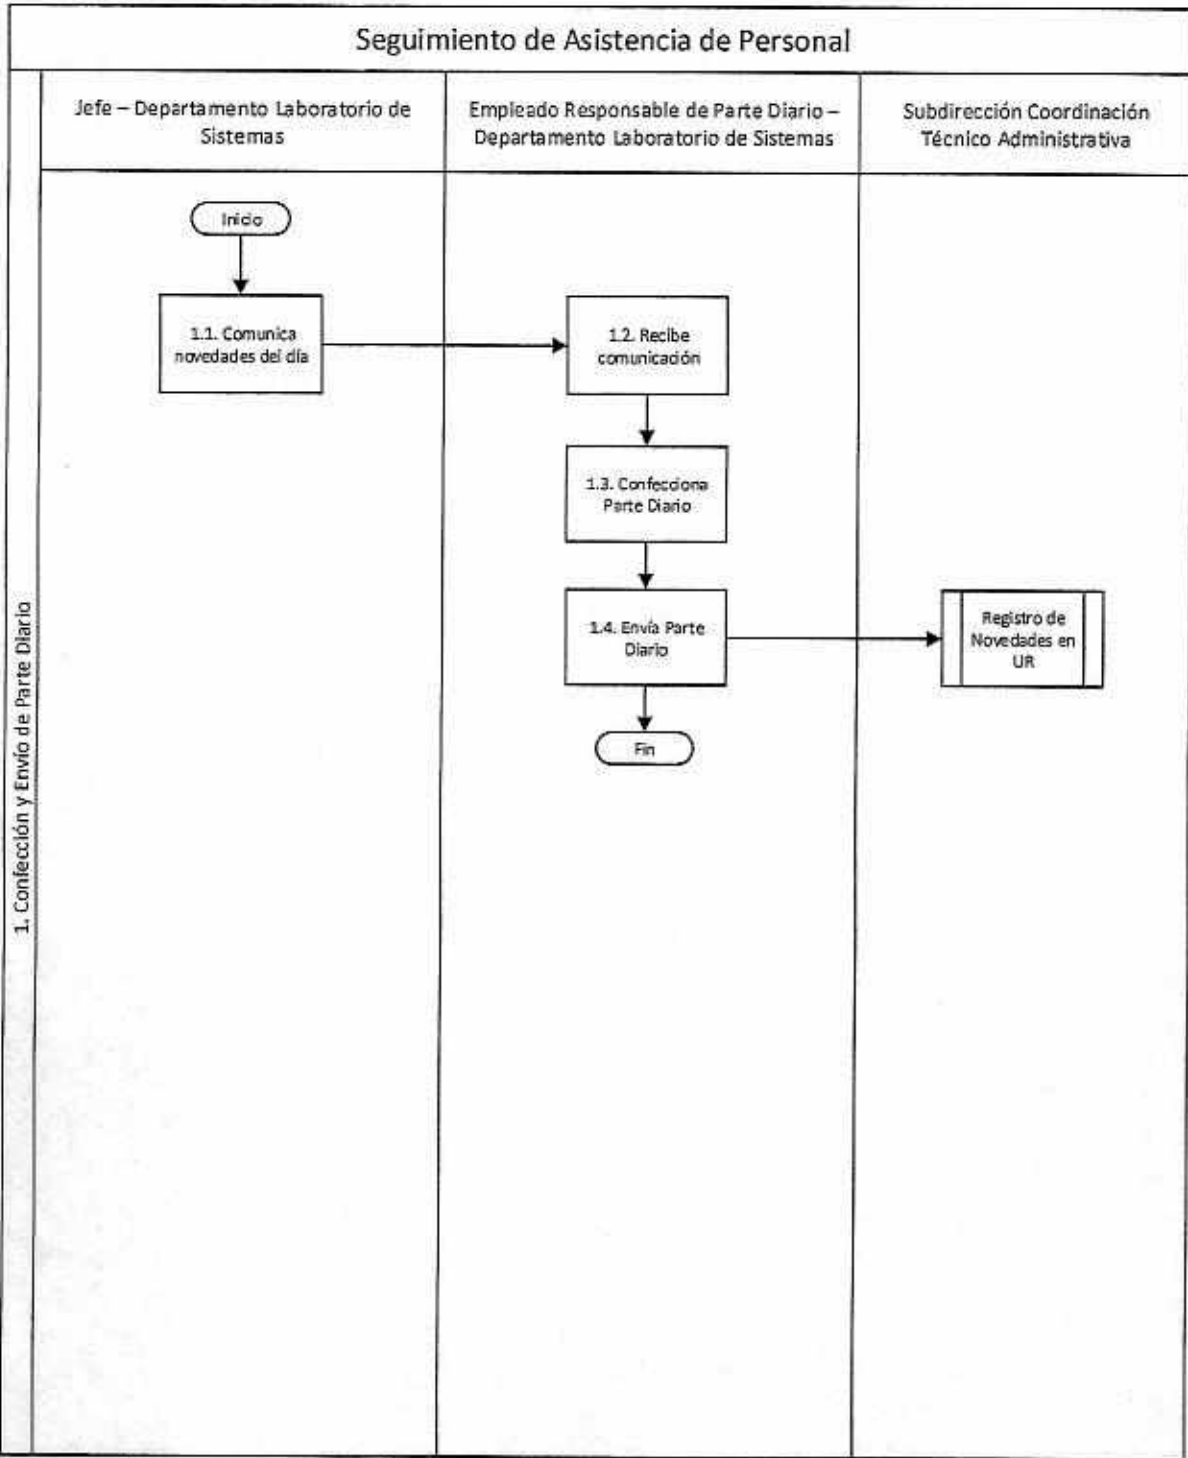 Seguimiento de Asistencia de Personal
Jefe – Departamento Laboratorio de
Sistemas
Empleado Responsable de Parte Diario –
Departamento Laboratorio de Sistemas
Subdirección Coordinación
Técnico Administrativa
1. Confección y Envío de Parte Diario
Inicio
1.1. Comunica
novedades del día
1.2. Recibe
comunicación
1.3. Confecciona
Parte Diario
1.4. Envía Parte
Diario
Registro de
Novedades en
UR
Fin